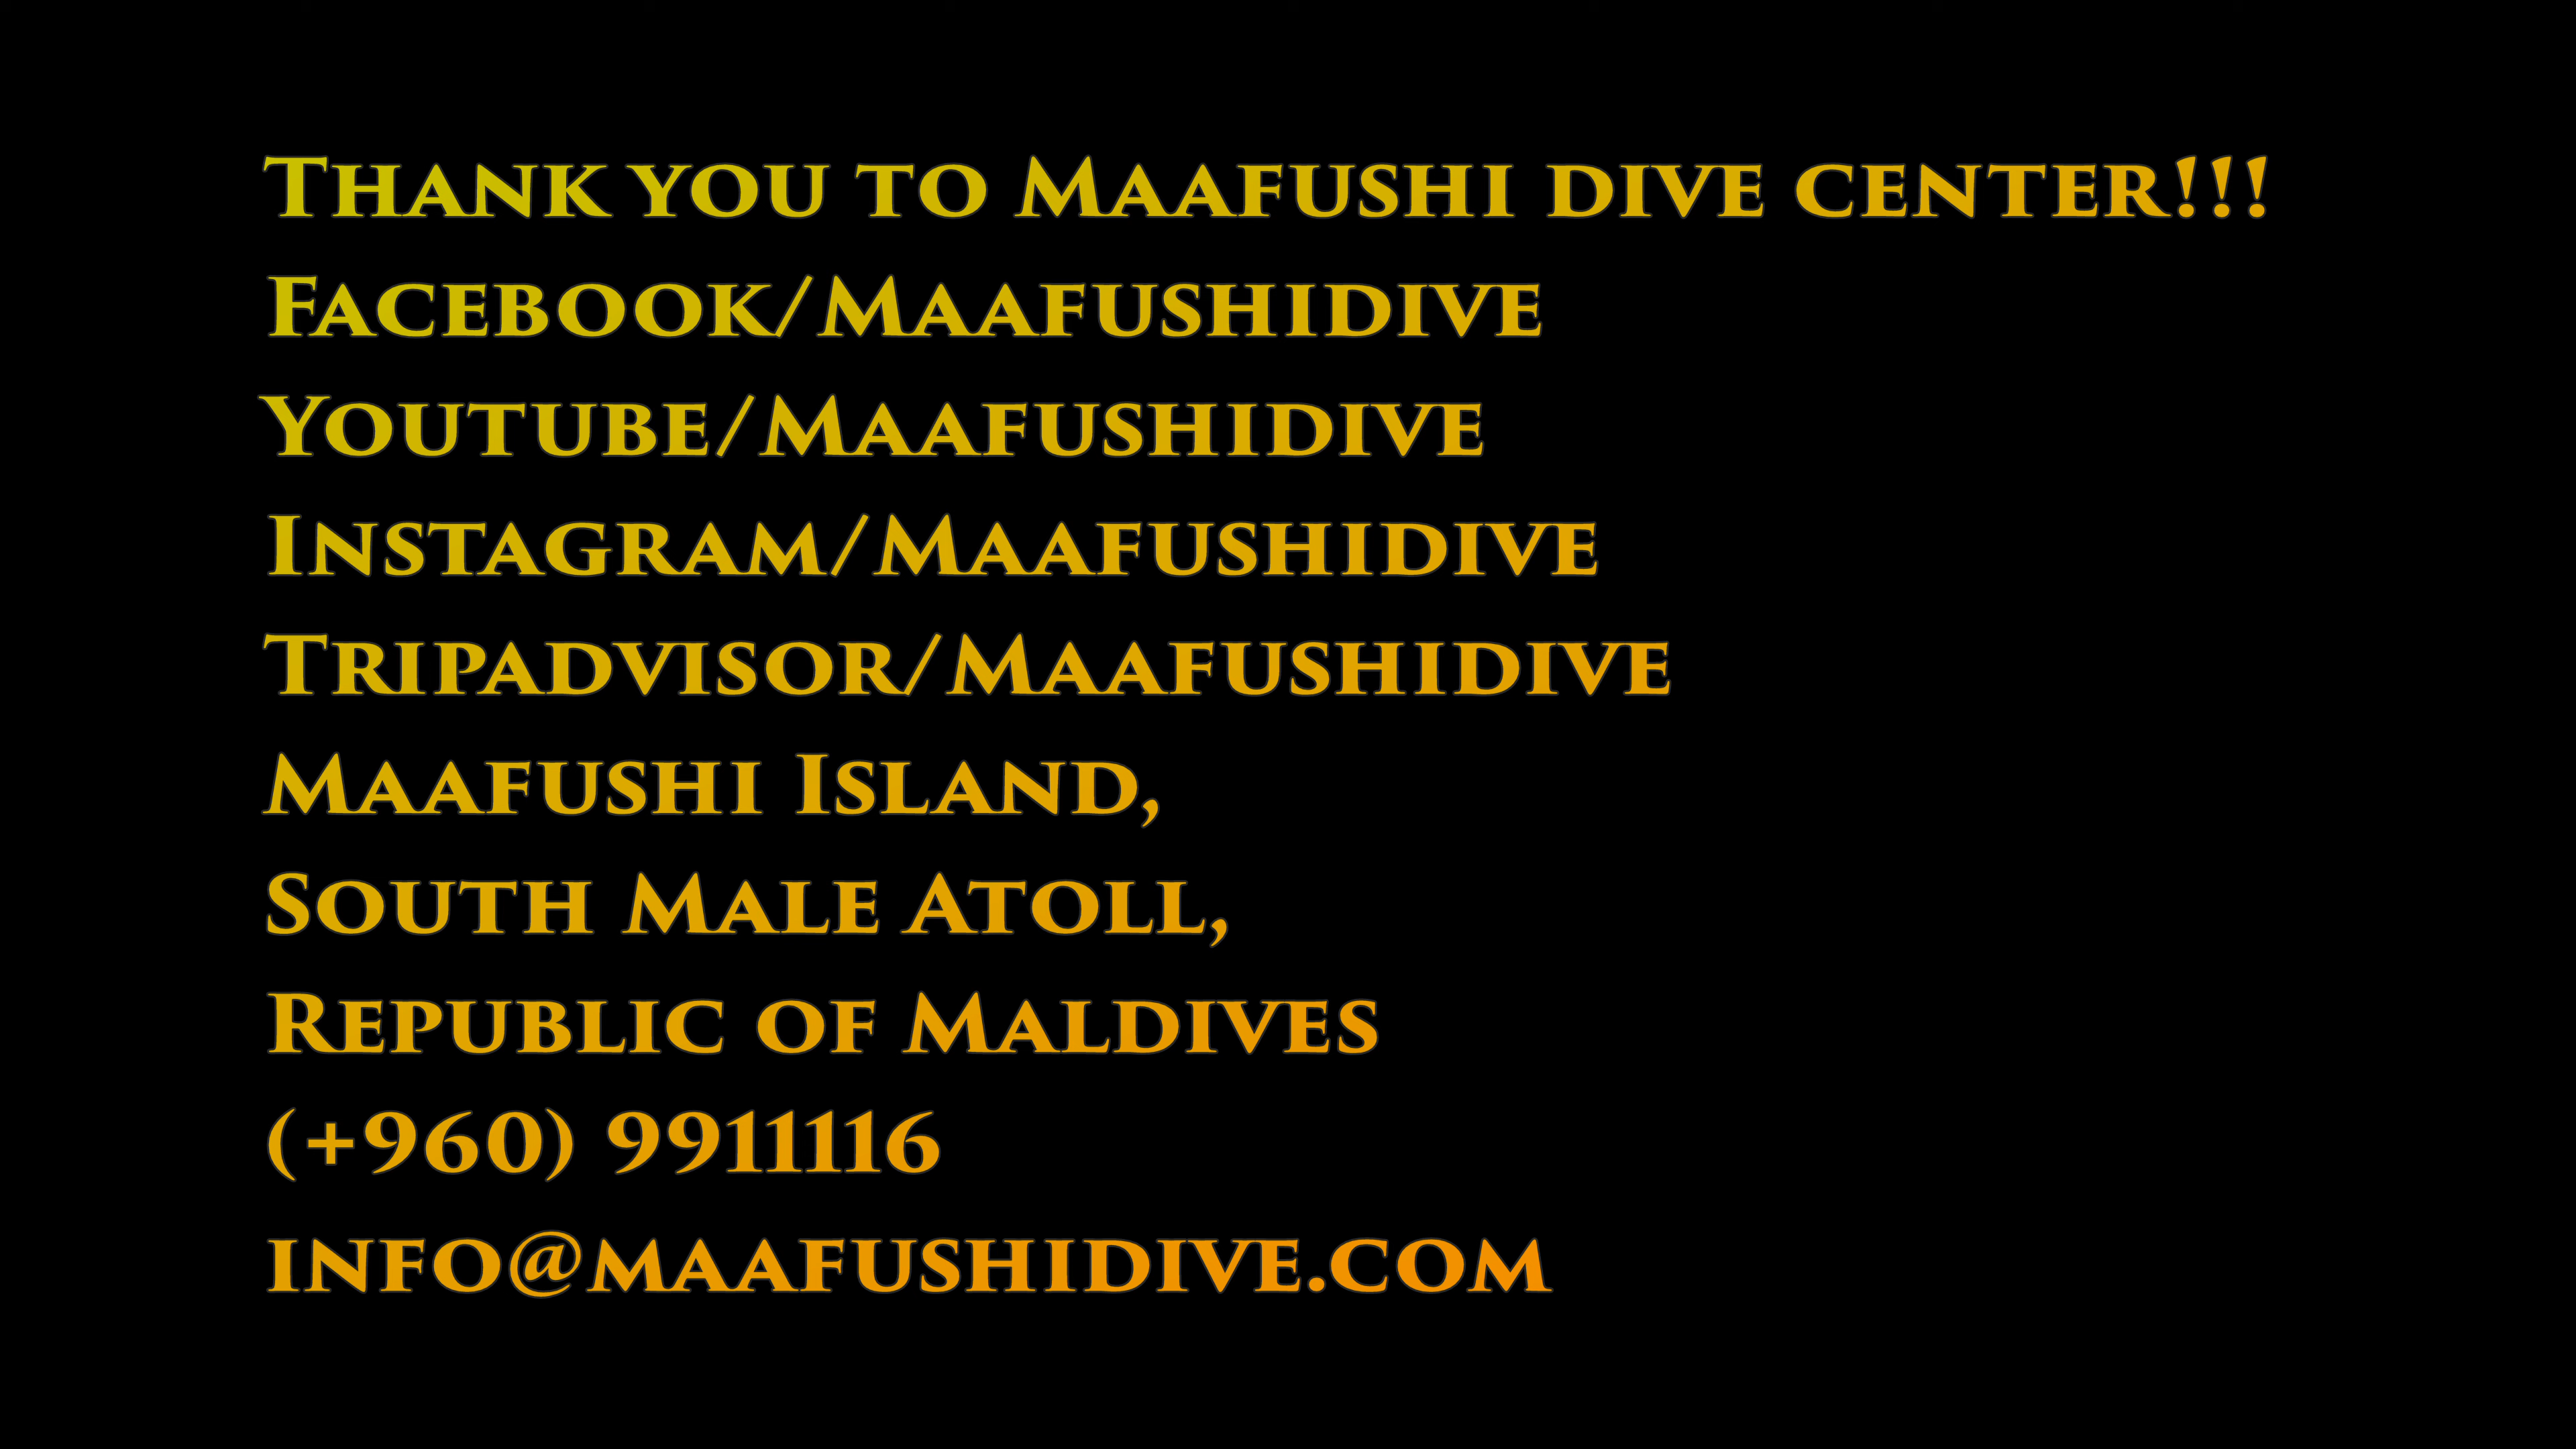 Thank you to Maafushi dive center!!!
Facebook/Maafushidive
Youtube/Maafushidive
Instagram/Maafushidive
Tripadvisor/Maafushidive
Maafushi Island,
South Male Atoll,
Republic of Maldives
(+960) 9911116
info@maafushidive.com